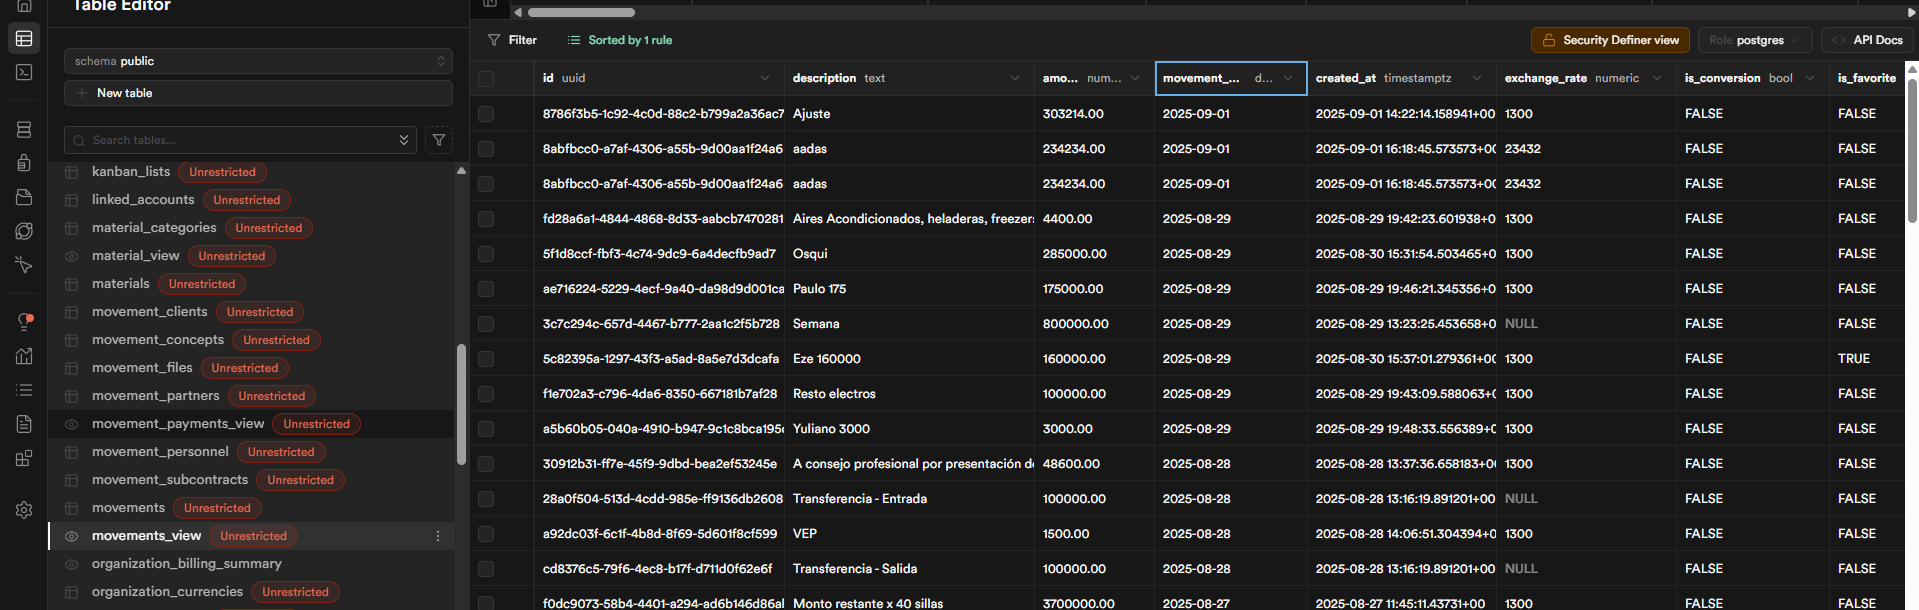 Table Editor
schema public
New table
Search tables...
kanban_lists Unrestricted
linked_accounts Unrestricted
material_categories Unrestricted
material_view Unrestricted
materials Unrestricted
movement_clients Unrestricted
movement_concepts Unrestricted
movement_files Unrestricted
movement_partners Unrestricted
movement_payments_view Unrestricted
movement_personnel Unrestricted
movement_subcontracts Unrestricted
movements Unrestricted
movements_view Unrestricted
organization_billing_summary
organization_currencies Unrestricted
Filter Sorted by 1 rule Security Definer view Role postgres API Docs
id uuid description text amo... num... movement_... d... created_at timestamptz exchange_rate numeric is_conversion bool is_favorite
8786f3b5-1c92-4c0d-88c2-b799a2a36ac7 Ajuste 303214.00 2025-09-01 2025-09-01 14:22:14.158941+00 1300 FALSE FALSE
8abfbcc0-a7af-4306-a55b-9d00aa1f24a6 aadas 234234.00 2025-09-01 2025-09-01 16:18:45.573573+00 23432 FALSE FALSE
8abfbcc0-a7af-4306-a55b-9d00aa1f24a6 aadas 234234.00 2025-09-01 2025-09-01 16:18:45.573573+00 23432 FALSE FALSE
fd28a6a1-4844-4868-8d33-aabcb7470281 Aires Acondicionados, heladeras, freezers 4400.00 2025-08-29 2025-08-29 19:42:23.601938+0 1300 FALSE FALSE
5f1d8ccf-fbf3-4c74-9dc9-6a4decfb9ad7 Osqui 285000.00 2025-08-29 2025-08-30 15:31:54.503465+0 1300 FALSE FALSE
ae716224-5229-4ecf-9a40-da98d9d001ca Paulo 175 175000.00 2025-08-29 2025-08-29 19:46:21.345356+0 1300 FALSE FALSE
3c7c294c-657d-4467-b777-2aa1c2f5b728 Semana 800000.00 2025-08-29 2025-08-29 13:23:25.453658+0 NULL FALSE FALSE
5c82395a-1297-43f3-a5ad-8a5e7d3dcafa Eze 160000 160000.00 2025-08-29 2025-08-30 15:37:01.279361+00 1300 FALSE TRUE
f1e702a3-c796-4da6-8350-667181b7af28 Resto electros 100000.00 2025-08-29 2025-08-29 19:43:09.588063+0 1300 FALSE FALSE
a5b60b05-040a-4910-b947-9c1c8bca195 Yuliano 3000 3000.00 2025-08-29 2025-08-29 19:48:33.556389+0 1300 FALSE FALSE
30912b31-ff7e-45f9-9dbd-bea2ef53245e A consejo profesional por presentación de 48600.00 2025-08-28 2025-08-28 13:37:36.658183+0 1300 FALSE FALSE
28a0f504-513d-4cdd-985e-ff9136db2608 Transferencia - Entrada 100000.00 2025-08-28 2025-08-28 13:16:19.891201+00 NULL FALSE FALSE
a92dc03f-6c1f-4b8d-8f69-5d601f8cf599 VEP 1500.00 2025-08-28 2025-08-28 14:06:51.304394+0 1300 FALSE FALSE
cd8376c5-79f6-4ec8-b17f-d711d0f62e6f Transferencia - Salida 100000.00 2025-08-28 2025-08-28 13:16:19.891201+00 NULL FALSE FALSE
f0dc9073-58b4-4401-a294-ad6b146d86al Monto restante x 40 sillas 3700000.00 2025-08-27 2025-08-27 11:45:11.43731+00 1300 FALSE FALSE